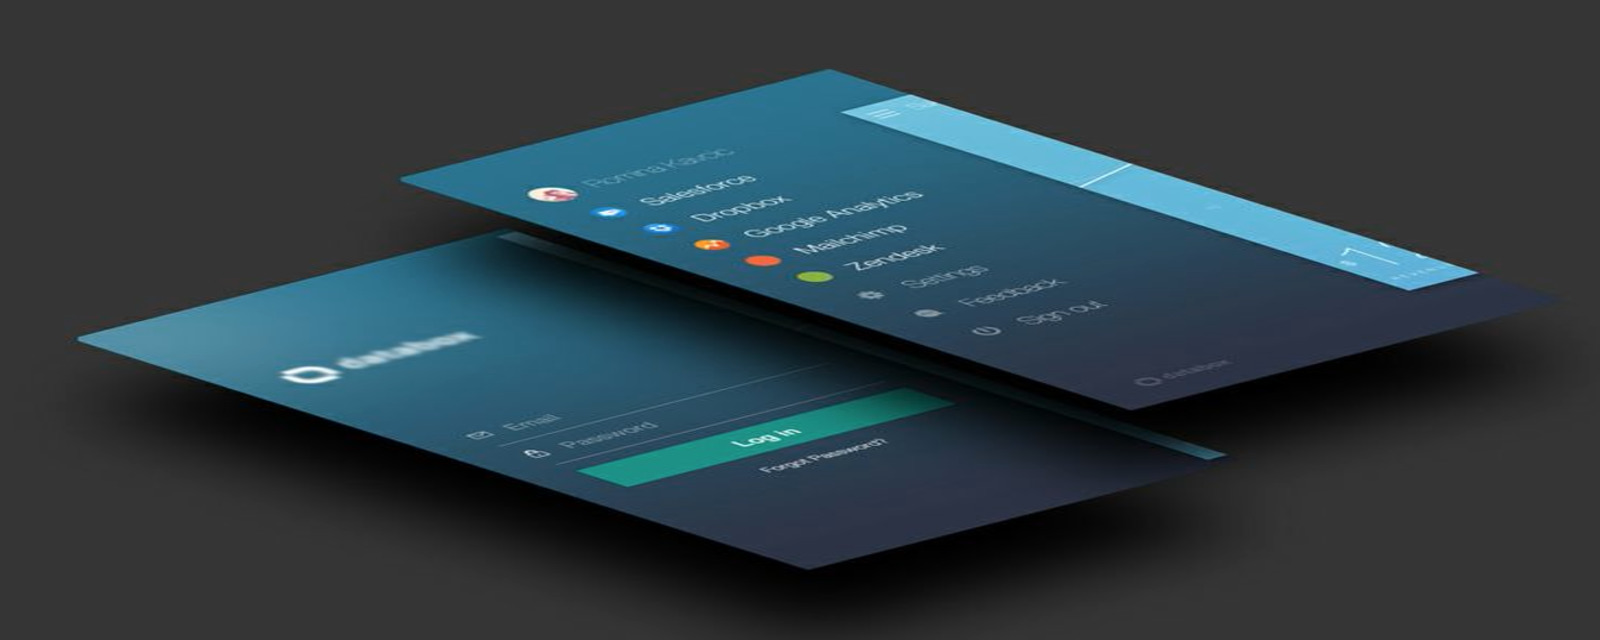 Romina Kavcic
Salesforce
Dropbox
Google Analytics
Mailchimp
Zendesk
Settings
Feedback
Sign out
databox
databox
Email
Password
Log in
Forgot Password?